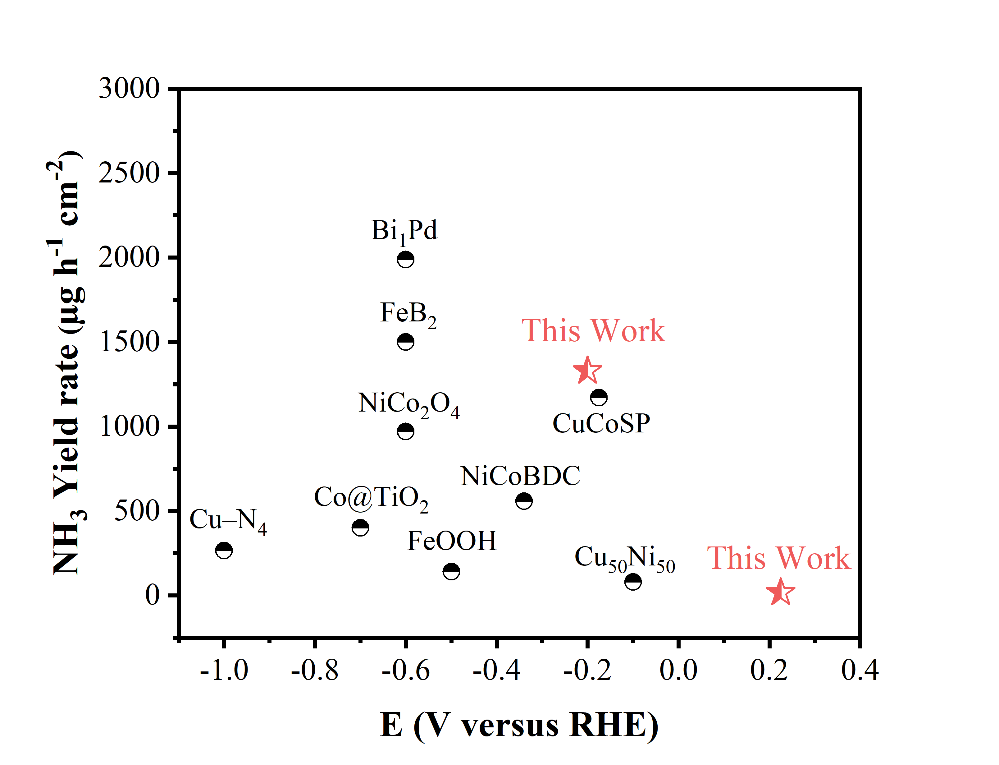 3000
2500
2000
1500
1000
500
0
NH₃ Yield rate (μg h⁻¹ cm⁻²)
Bi₁Pd
FeB₂
This Work
NiCo₂O₄
CuCoSP
NiCoBDC
Co@TiO₂
Cu–N₄
FeOOH
Cu₅₀Ni₅₀
This Work
-1.0 -0.8 -0.6 -0.4 -0.2 0.0 0.2 0.4
E (V versus RHE)